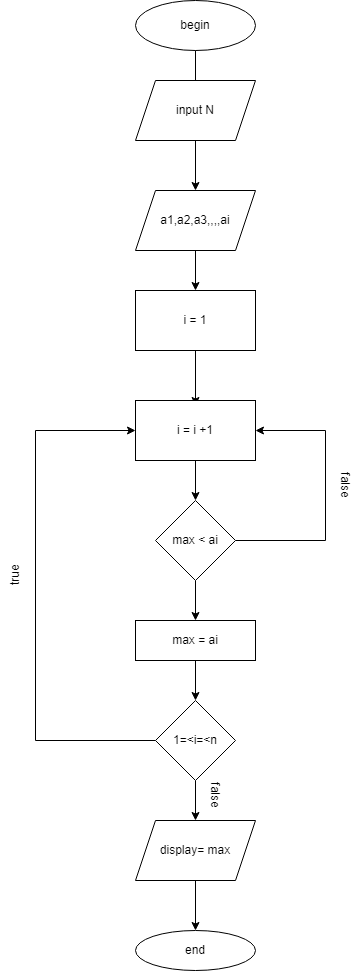 begin
input N
a1,a2,a3,,,,ai
i = 1
i = i +1
false
max < ai
true
max = ai
1=<i=<n
false
display= max
end